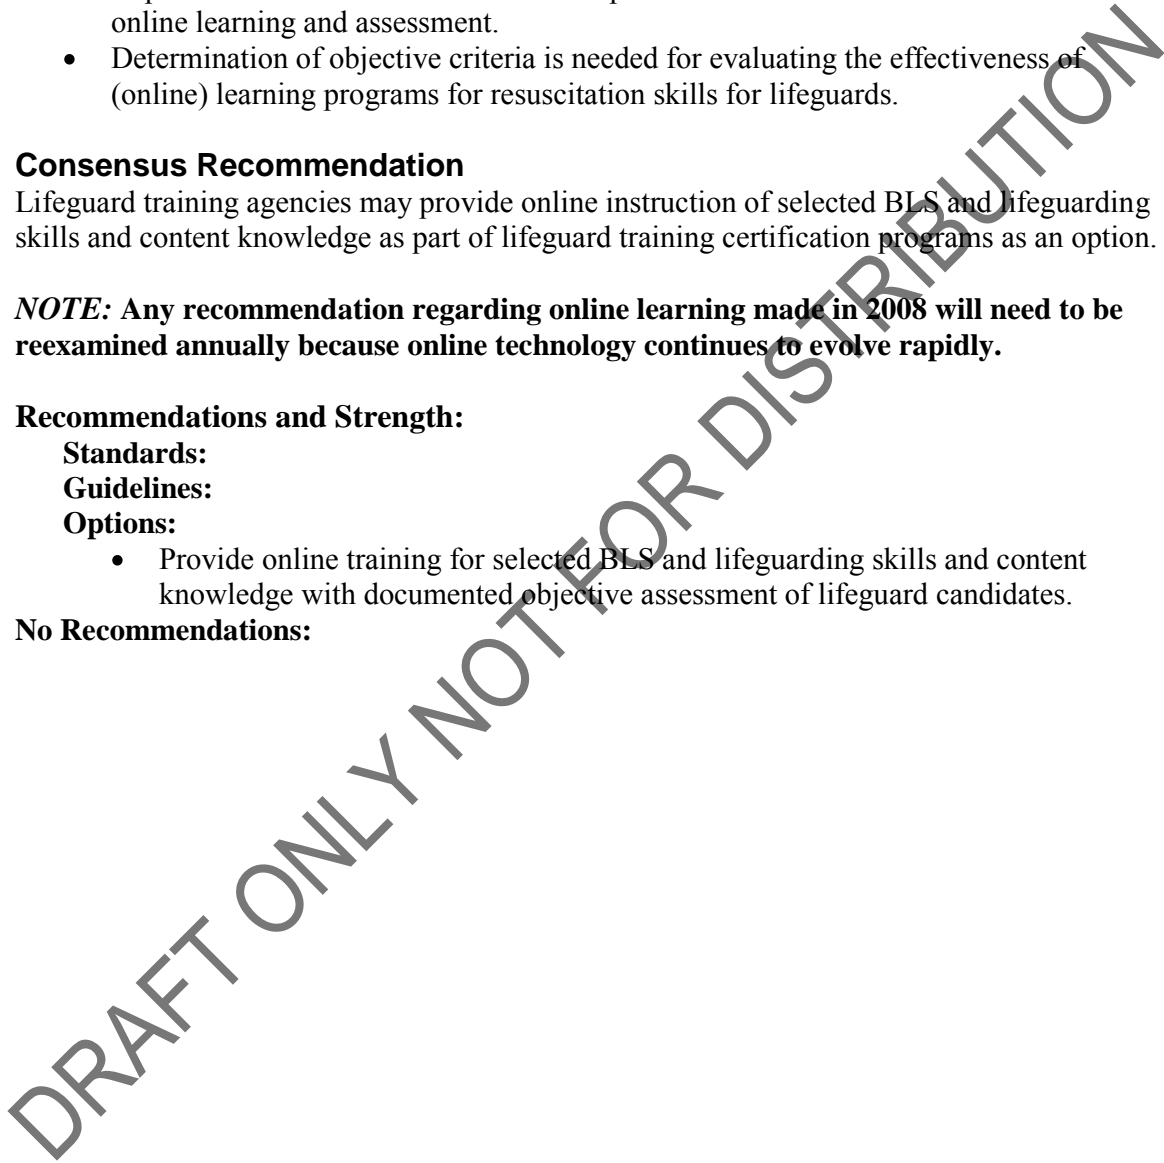 online learning and assessment.
• Determination of objective criteria is needed for evaluating the effectiveness of
(online) learning programs for resuscitation skills for lifeguards.
Consensus Recommendation
Lifeguard training agencies may provide online instruction of selected BLS and lifeguarding
skills and content knowledge as part of lifeguard training certification programs as an option.
NOTE: Any recommendation regarding online learning made in 2008 will need to be
reexamined annually because online technology continues to evolve rapidly.
Recommendations and Strength:
Standards:
Guidelines:
Options:
• Provide online training for selected BLS and lifeguarding skills and content
knowledge with documented objective assessment of lifeguard candidates.
No Recommendations:
DRAFT ONLY NOT FOR DISTRIBUTION